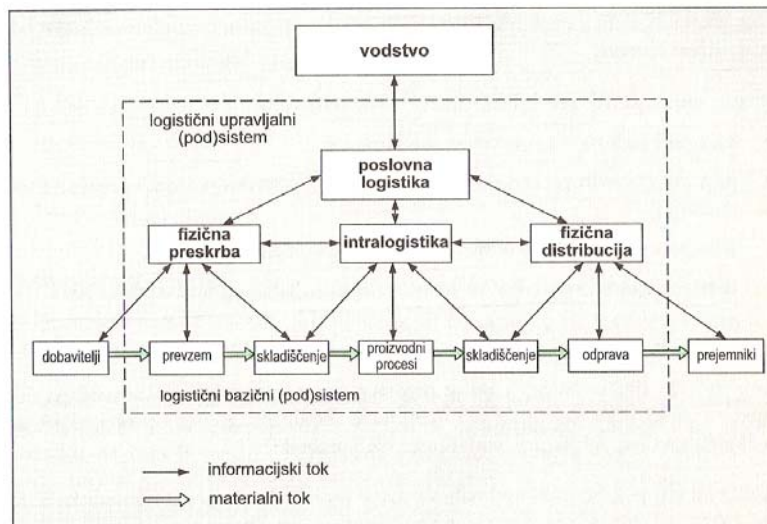 vodstvo
logistični upravljalni
(pod)sistem
poslovna
logistika
fizična
preskrba
intralogistika
fizična
distribucija
dobavitelji
prevzem
skladiščenje
proizvodni
procesi
skladiščenje
odprava
prejemniki
logistični bazični (pod)sistem
informacijski tok
materialni tok